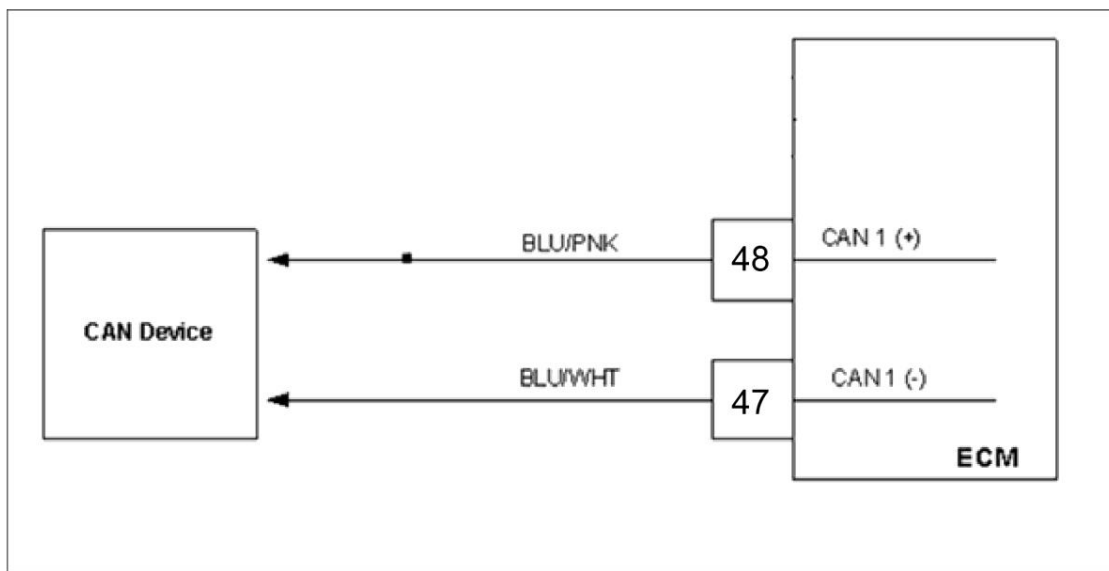 BLU/PNK
48
CAN 1 (+)
CAN Device
BLU/WHT
47
CAN 1 (-)
ECM